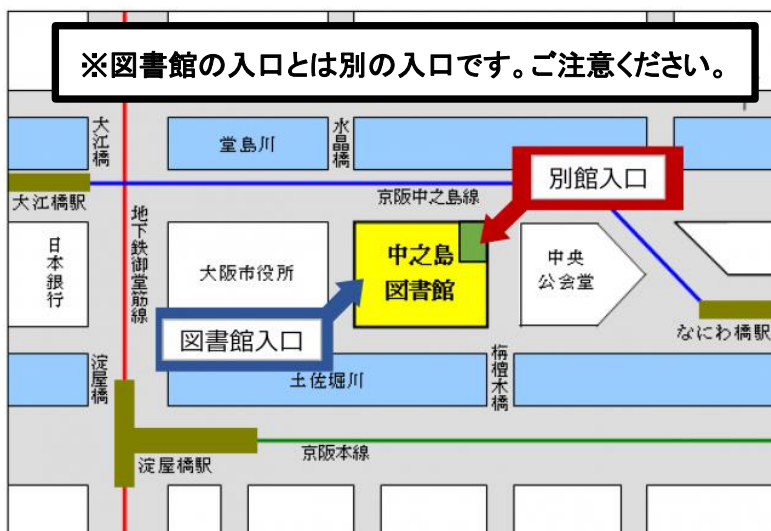 ※図書館の入口とは別の入口です。ご注意ください。
大江橋
堂島川
水晶橋
別館入口
大江橋駅
京阪中之島線
地下鉄御堂筋線
日本銀行
大阪市役所
中之島
図書館
中央
公会堂
図書館入口
なにわ橋駅
淀屋橋
土佐堀川
栴檀木橋
淀屋橋駅
京阪本線